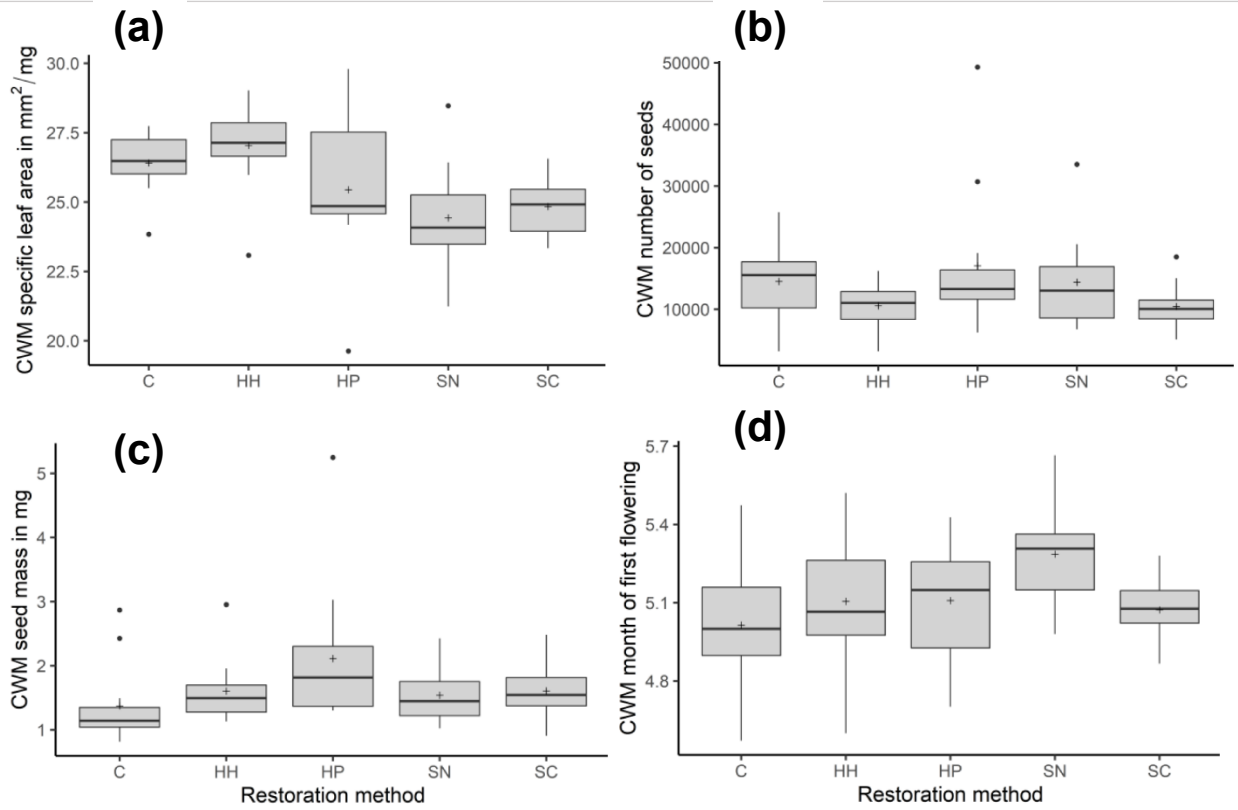 (a)
CWM specific leaf area in mm²/mg
30.0
27.5
25.0
22.5
20.0
C HH HP SN SC
(b)
CWM number of seeds
50000
40000
30000
20000
10000
C HH HP SN SC
(c)
CWM seed mass in mg
5
4
3
2
1
C HH HP SN SC
Restoration method
(d)
CWM month of first flowering
5.7
5.4
5.1
4.8
C HH HP SN SC
Restoration method